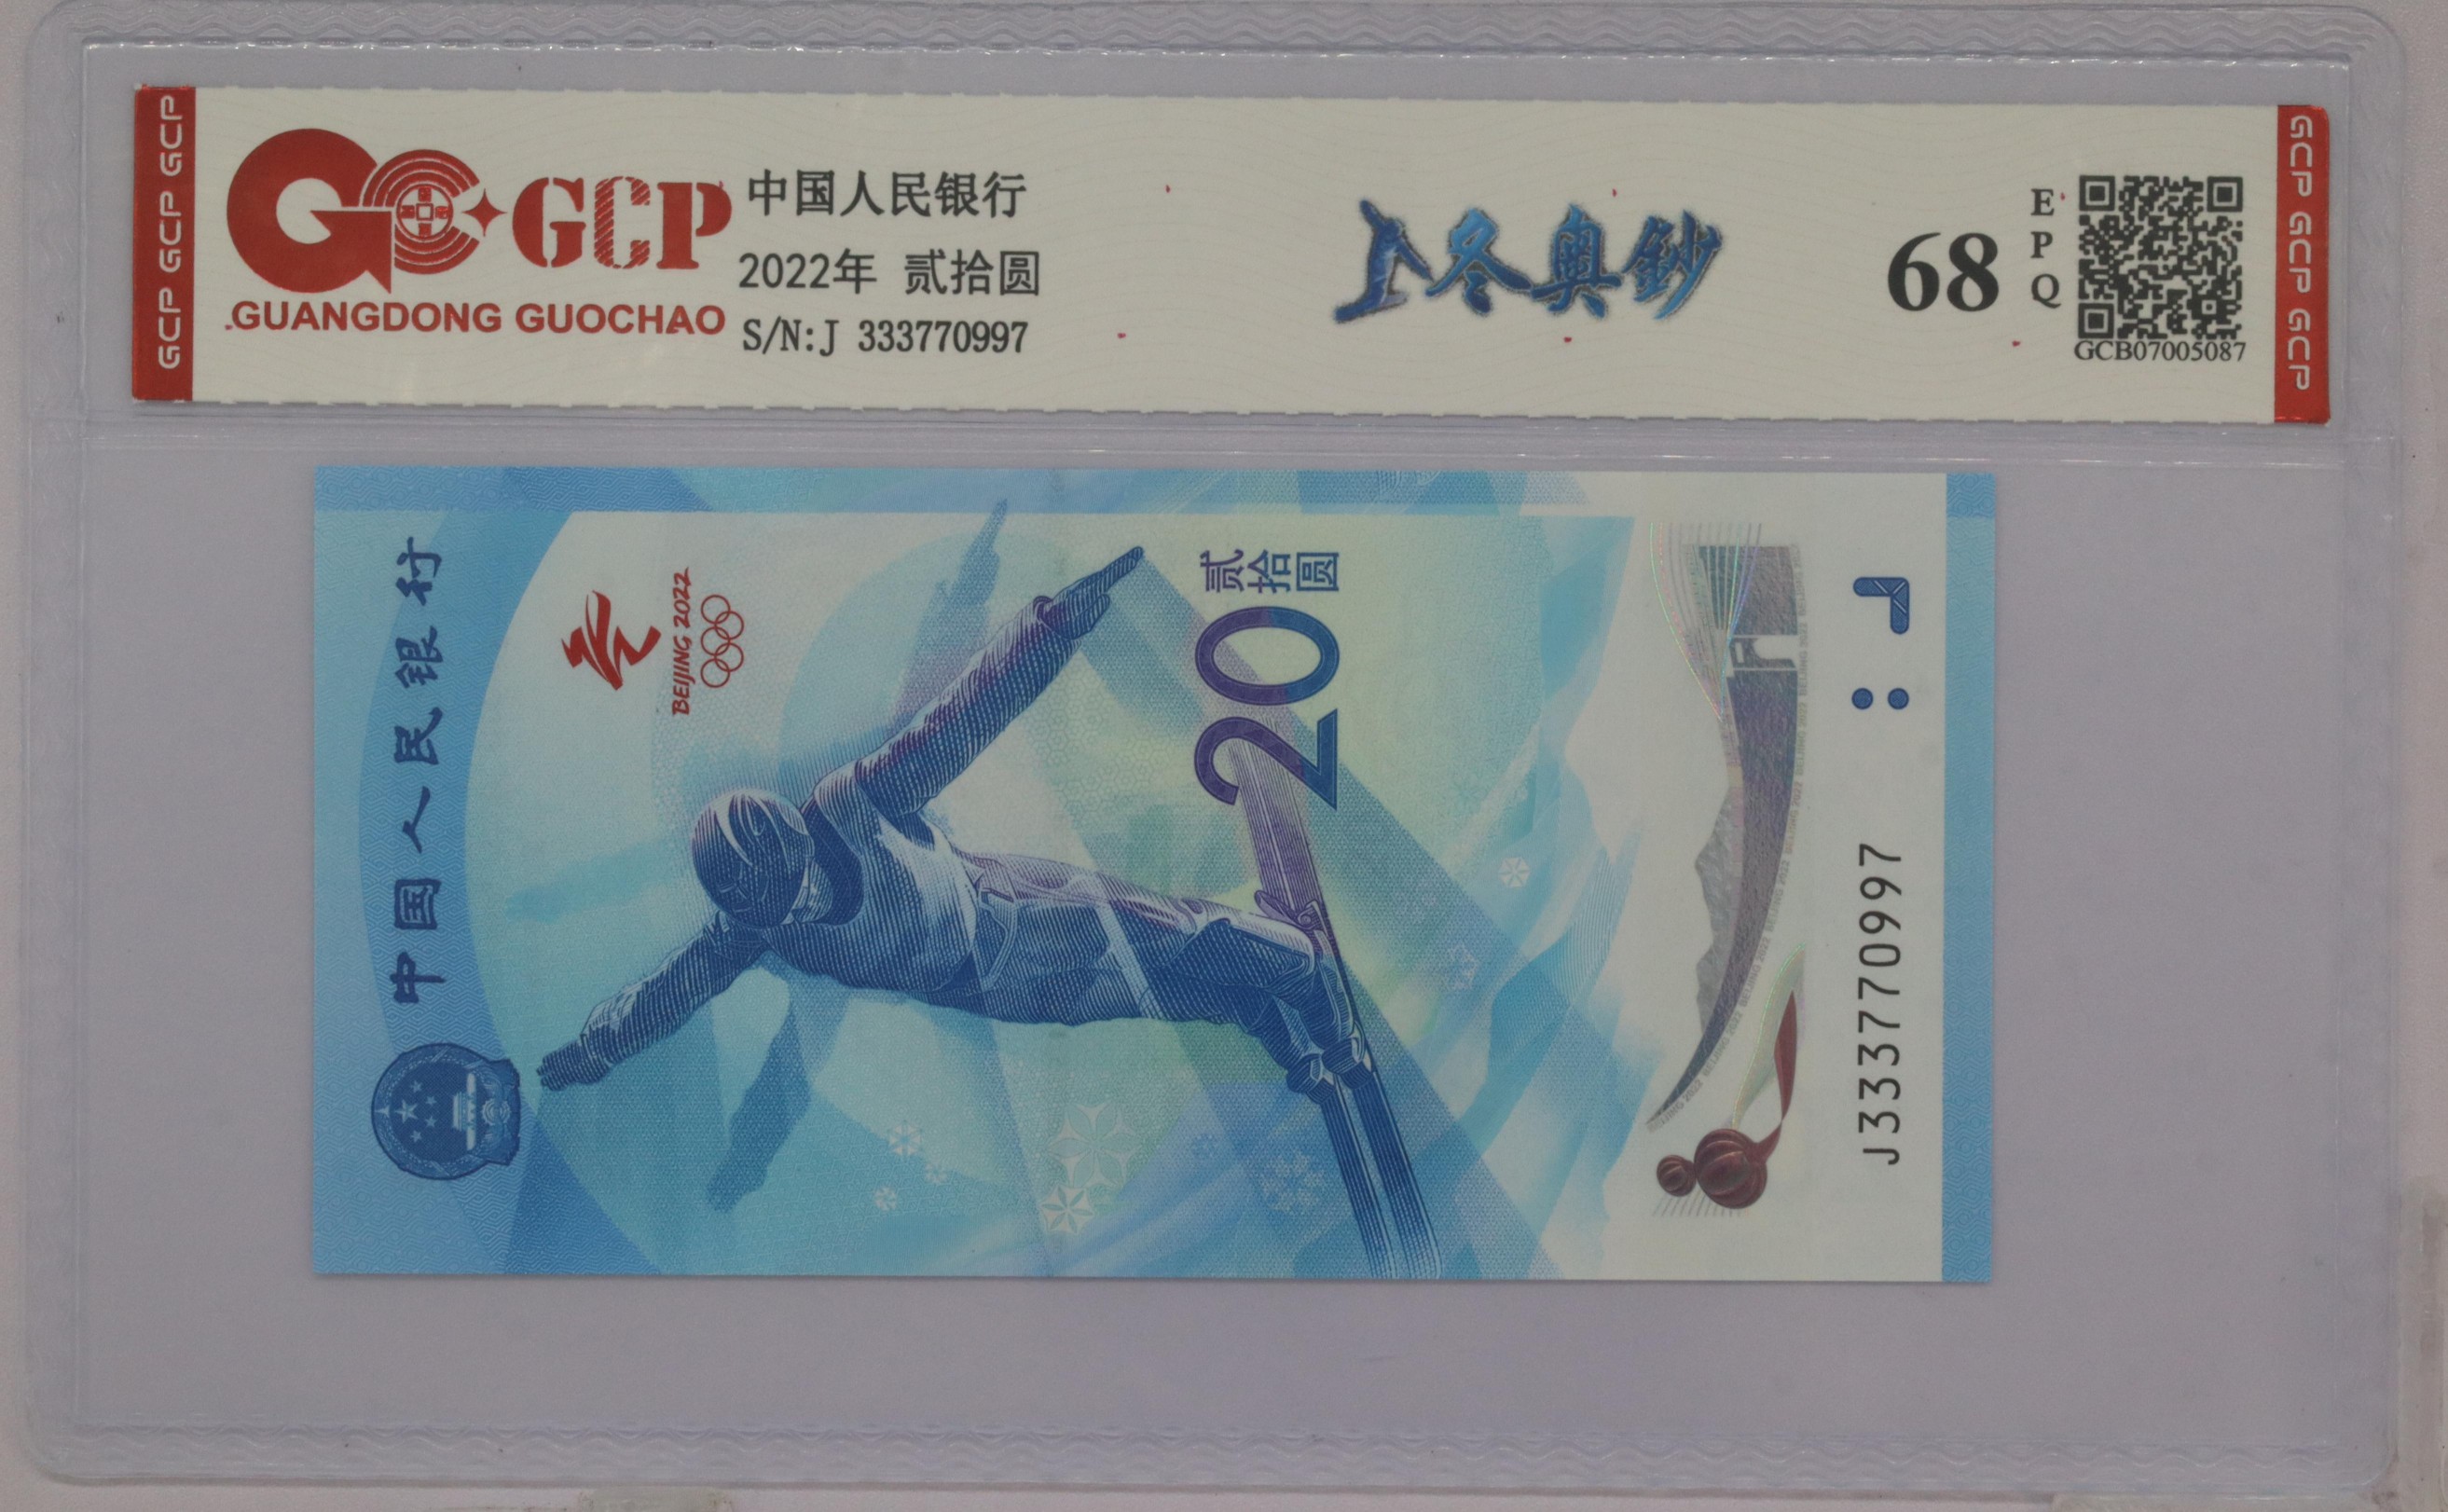 GCP GCP GCP
GCP
GUANGDONG GUOCHAO
中国人民银行
2022年 贰拾圆
S/N:J 333770997
上冬奥鈔
68
EPQ
GCB07005087
GCP GCP GCP
中国人民银行
BEIJING 2022
20
贰拾圆
J333770997